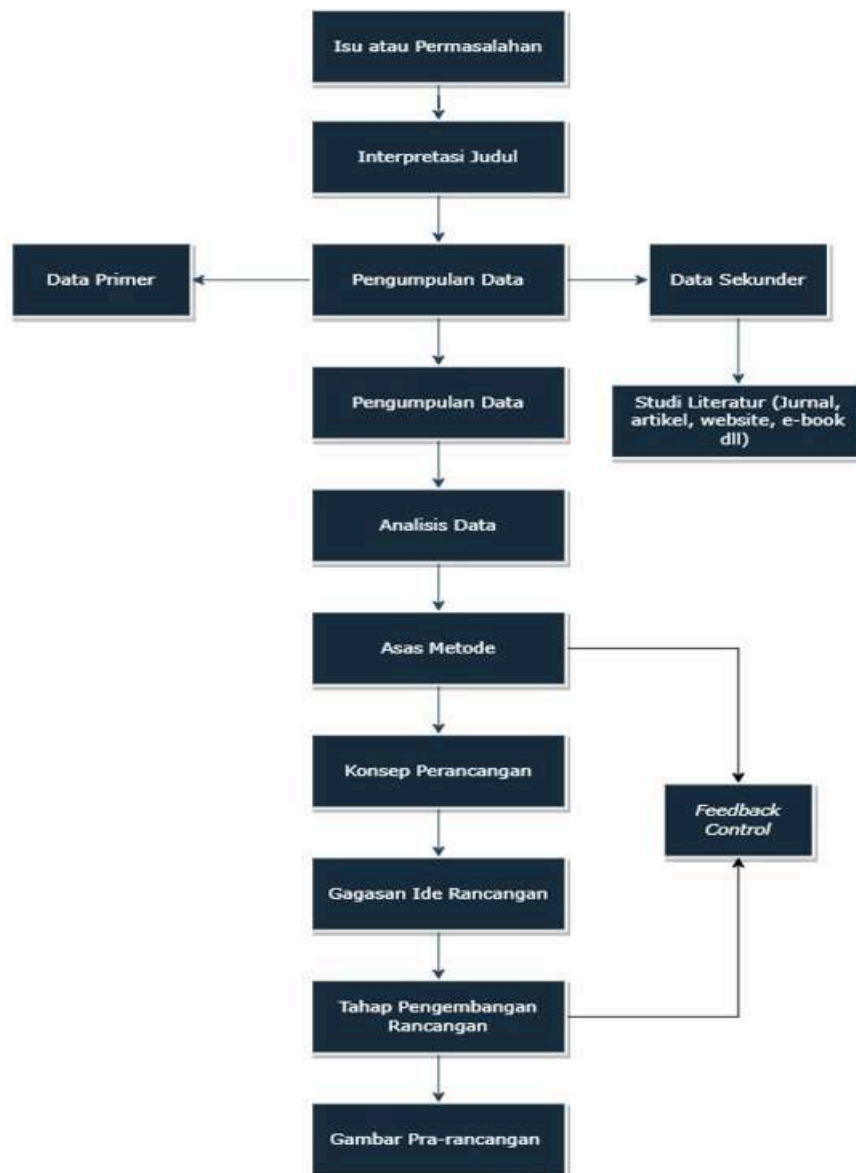 Isu atau Permasalahan
Interpretasi Judul
Data Primer
Pengumpulan Data
Data Sekunder
Pengumpulan Data
Studi Literatur (Jurnal,
artikel, website, e-book
dll)
Analisis Data
Asas Metode
Konsep Perancangan
Feedback
Control
Gagasan Ide Rancangan
Tahap Pengembangan
Rancangan
Gambar Pra-rancangan